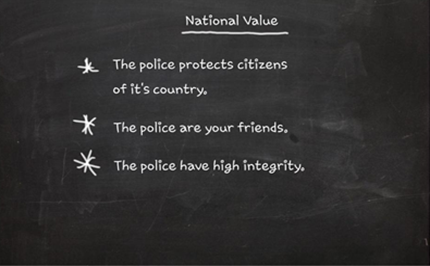 National Value
The police protects citizens
of it's country.
The police are your friends.
The police have high integrity.